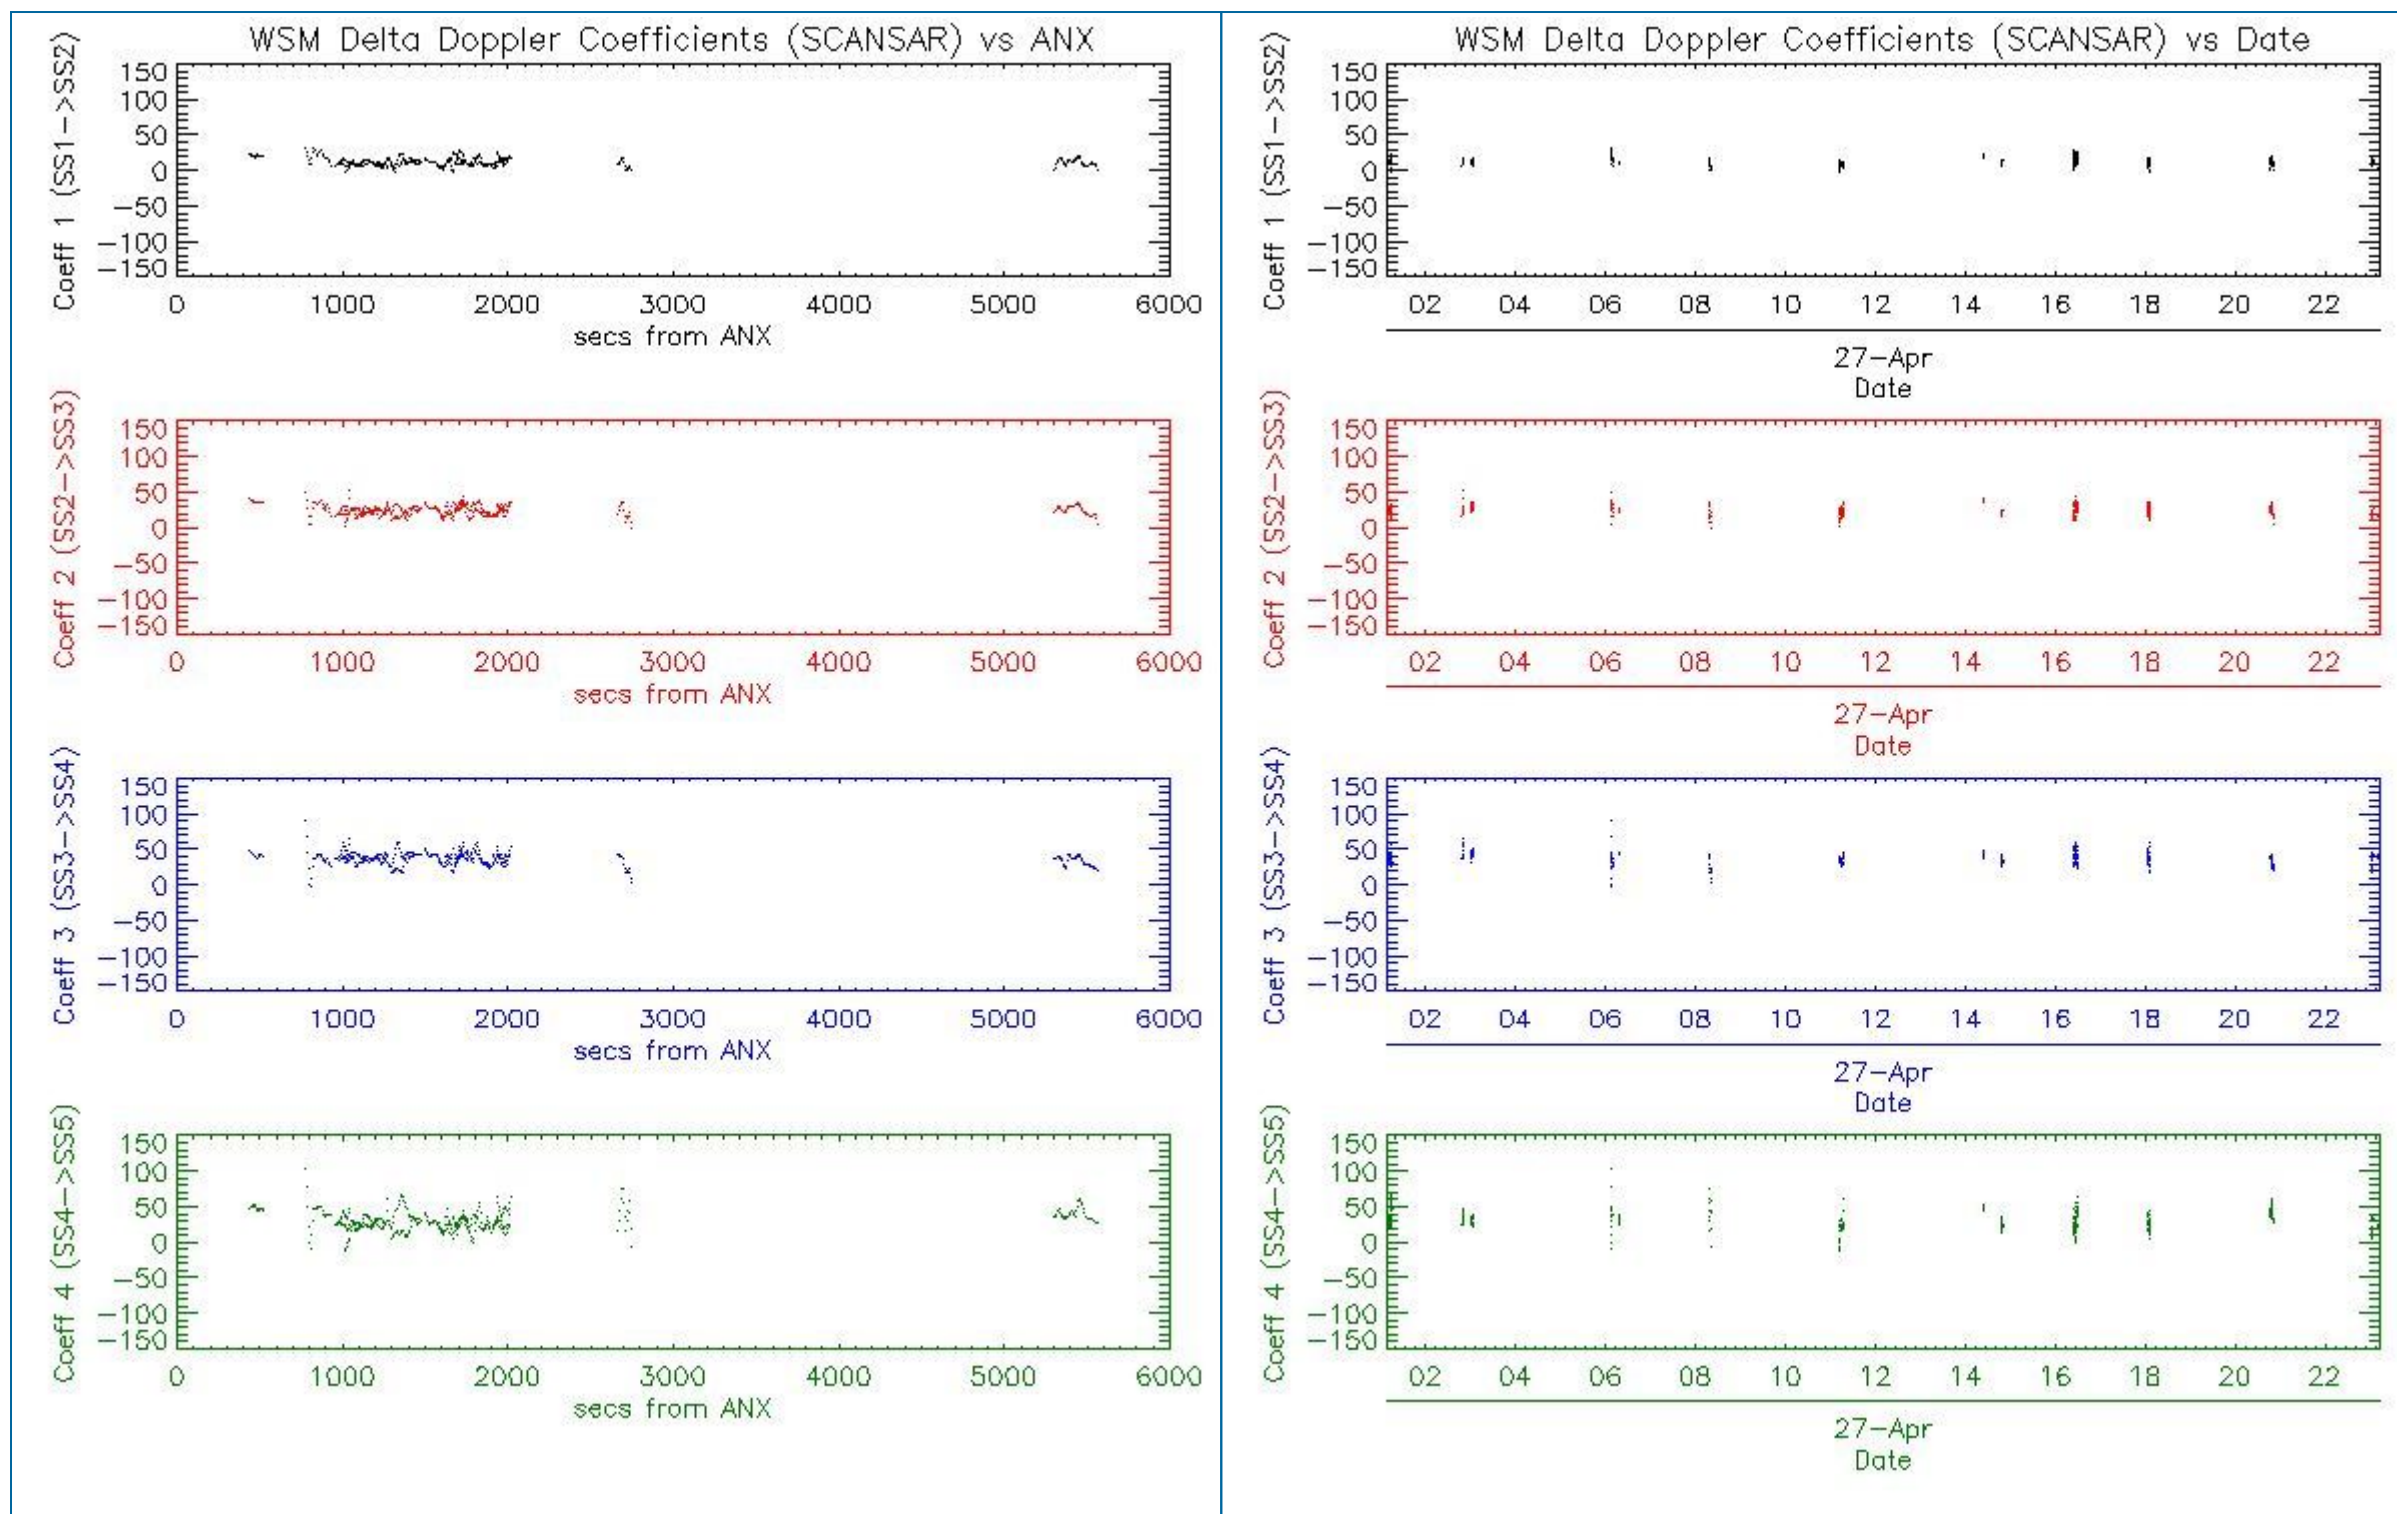 WSM Delta Doppler Coefficients (SCANSAR) vs ANX
Coeff 1 (SS1->SS2)
150
100
50
0
-50
-100
-150
0 1000 2000 3000 4000 5000 6000
secs from ANX
Coeff 2 (SS2->SS3)
150
100
50
0
-50
-100
-150
0 1000 2000 3000 4000 5000 6000
secs from ANX
Coeff 3 (SS3->SS4)
150
100
50
0
-50
-100
-150
0 1000 2000 3000 4000 5000 6000
secs from ANX
Coeff 4 (SS4->SS5)
150
100
50
0
-50
-100
-150
0 1000 2000 3000 4000 5000 6000
secs from ANX
WSM Delta Doppler Coefficients (SCANSAR) vs Date
Coeff 1 (SS1->SS2)
150
100
50
0
-50
-100
-150
02 04 06 08 10 12 14 16 18 20 22
27-Apr
Date
Coeff 2 (SS2->SS3)
150
100
50
0
-50
-100
-150
02 04 06 08 10 12 14 16 18 20 22
27-Apr
Date
Coeff 3 (SS3->SS4)
150
100
50
0
-50
-100
-150
02 04 06 08 10 12 14 16 18 20 22
27-Apr
Date
Coeff 4 (SS4->SS5)
150
100
50
0
-50
-100
-150
02 04 06 08 10 12 14 16 18 20 22
27-Apr
Date